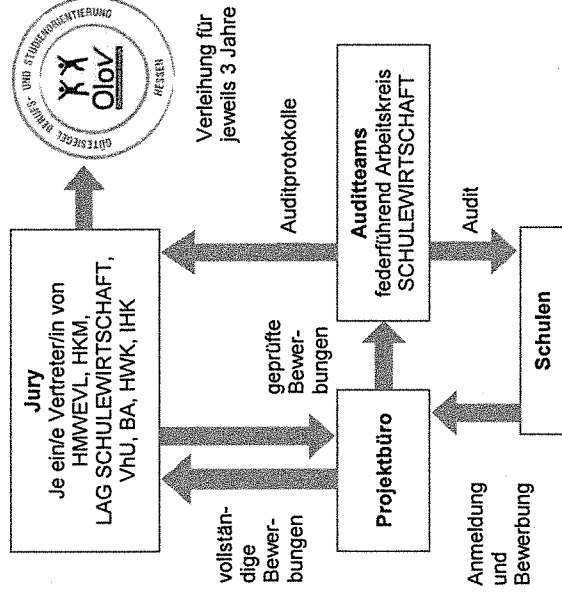 Jury
Je ein/e Vertreter/in von
HMWEVL, HKM,
LAG SCHULEWIRTSCHAFT,
VhU, BA, HWK, IHK
GÜTESIEGEL BERUFS- UND STUDIENORIENTIERUNG
OloV
HESSEN
Verleihung für
jeweils 3 Jahre
vollstän-
dige
Bewer-
bungen
geprüfte
Bewer-
bungen
Auditprotokolle
Projektbüro
Auditteams
federführend Arbeitskreis
SCHULEWIRTSCHAFT
Anmeldung
und
Bewerbung
Audit
Schulen